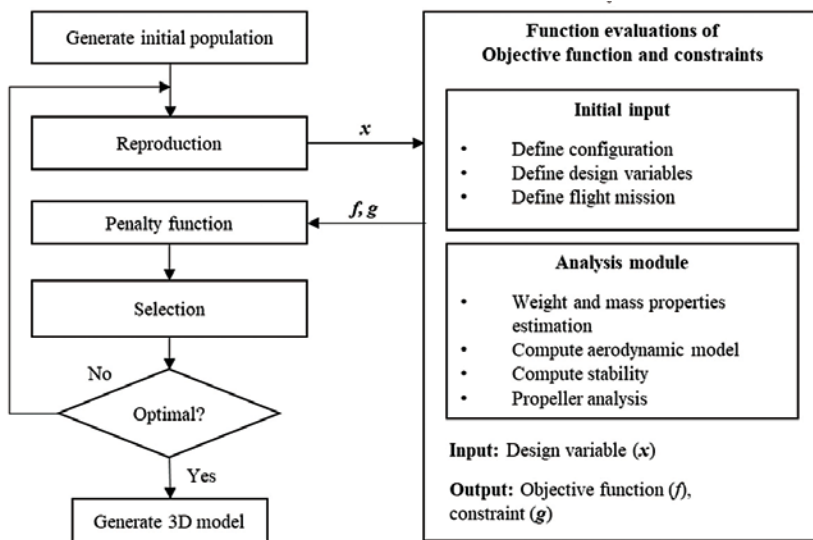 Generate initial population
Reproduction
x
Penalty function
f, g
Selection
No
Optimal?
Yes
Generate 3D model
Function evaluations of
Objective function and constraints
Initial input
• Define configuration
• Define design variables
• Define flight mission
Analysis module
• Weight and mass properties
estimation
• Compute aerodynamic model
• Compute stability
• Propeller analysis
Input: Design variable (x)
Output: Objective function (f),
constraint (g)